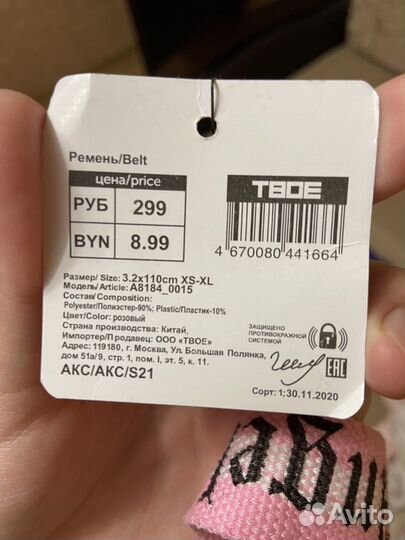 Ремень/Belt
цена/price
РУБ 299
BYN 8.99
ТВОЕ
4 670080 441664
Размер/ Size: 3.2x110cm XS-XL
Модель/ Article: A8184_0015
Состав/Composition:
Polyester/Полиэстер-90%; Plastic/Пластик-10%
Цвет/Color: розовый
Страна производства: Китай,
Импортер/Продавец: ООО «ТВОЕ»
Адрес: 119180, г. Москва, Ул. Большая Полянка,
дом 51а/9, стр. 1, пом. I, эт. 5, к. 11.
ЗАЩИЩЕНО
ПРОТИВОКРАЖНОЙ
СИСТЕМОЙ
EAC
АКС/АКС/S21
Сорт: 1;30.11.2020
Avito